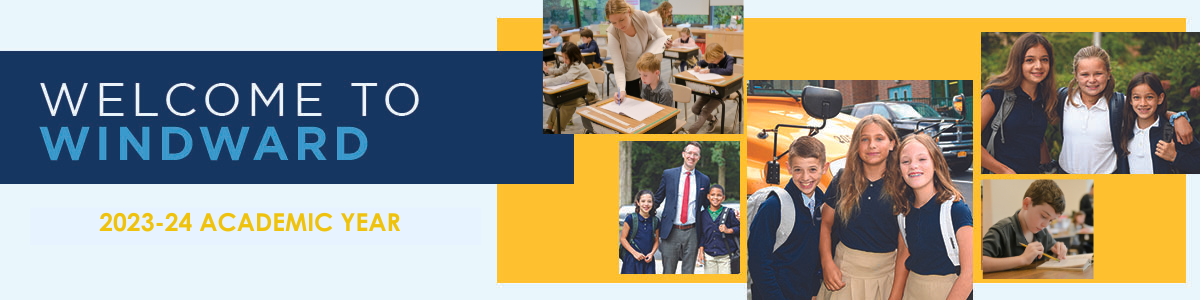 WELCOME TO
WINDWARD
2023-24 ACADEMIC YEAR